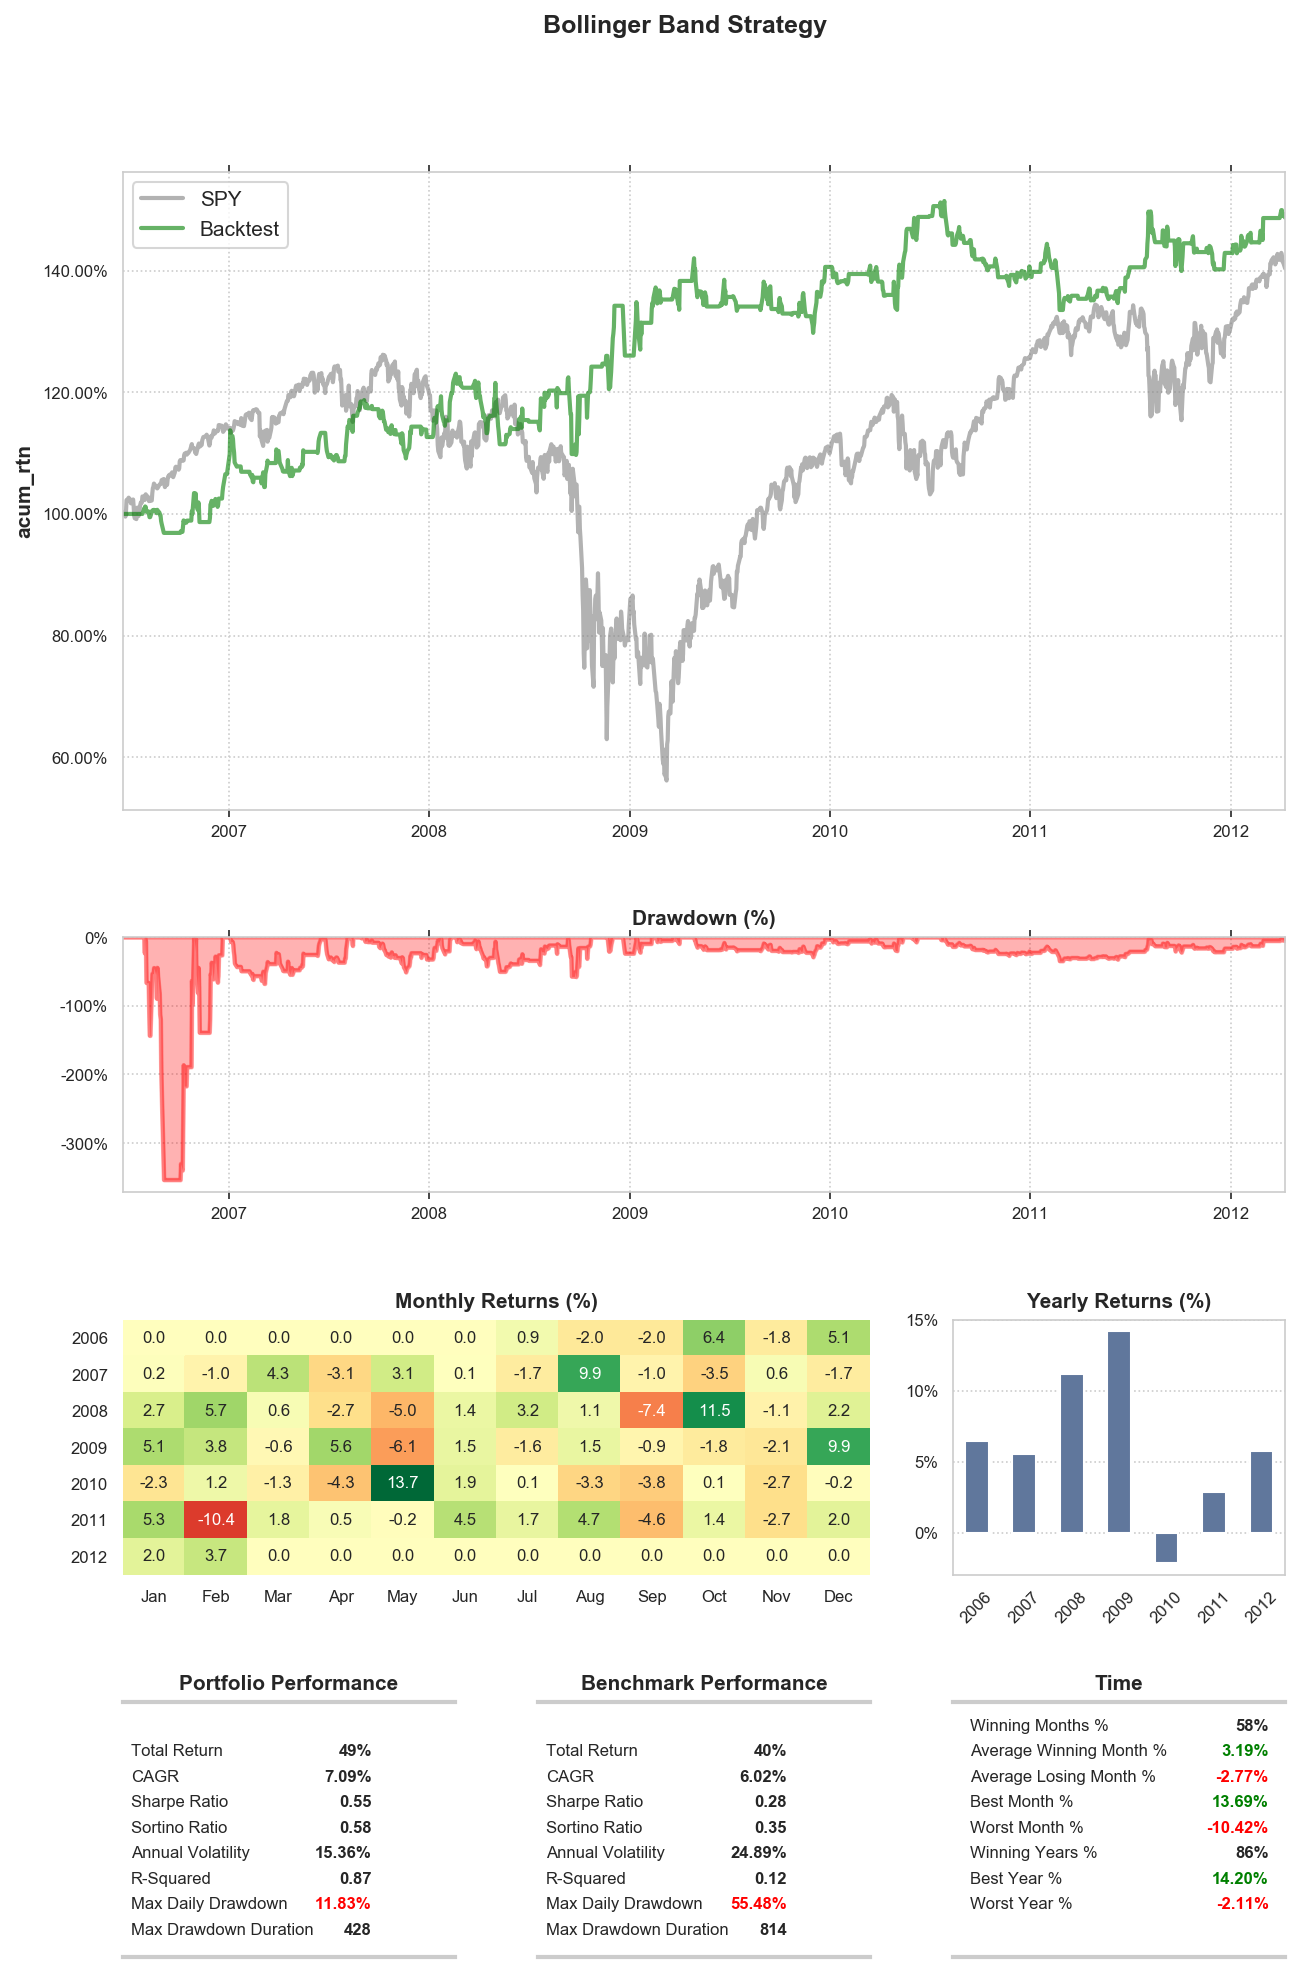 Bollinger Band Strategy
SPY
Backtest
140.00%
120.00%
100.00%
80.00%
60.00%
acum_rtn
2007 2008 2009 2010 2011 2012
Drawdown (%)
0%
-100%
-200%
-300%
2007 2008 2009 2010 2011 2012
Monthly Returns (%)
2006 0.0 0.0 0.0 0.0 0.0 0.0 0.9 -2.0 -2.0 6.4 -1.8 5.1
2007 0.2 -1.0 4.3 -3.1 3.1 0.1 -1.7 9.9 -1.0 -3.5 0.6 -1.7
2008 2.7 5.7 0.6 -2.7 -5.0 1.4 3.2 1.1 -7.4 11.5 -1.1 2.2
2009 5.1 3.8 -0.6 5.6 -6.1 1.5 -1.6 1.5 -0.9 -1.8 -2.1 9.9
2010 -2.3 1.2 -1.3 -4.3 13.7 1.9 0.1 -3.3 -3.8 0.1 -2.7 -0.2
2011 5.3 -10.4 1.8 0.5 -0.2 4.5 1.7 4.7 -4.6 1.4 -2.7 2.0
2012 2.0 3.7 0.0 0.0 0.0 0.0 0.0 0.0 0.0 0.0 0.0 0.0
Jan Feb Mar Apr May Jun Jul Aug Sep Oct Nov Dec
Yearly Returns (%)
15%
10%
5%
0%
2006 2007 2008 2009 2010 2011 2012
Portfolio Performance
Total Return 49%
CAGR 7.09%
Sharpe Ratio 0.55
Sortino Ratio 0.58
Annual Volatility 15.36%
R-Squared 0.87
Max Daily Drawdown 11.83%
Max Drawdown Duration 428
Benchmark Performance
Total Return 40%
CAGR 6.02%
Sharpe Ratio 0.28
Sortino Ratio 0.35
Annual Volatility 24.89%
R-Squared 0.12
Max Daily Drawdown 55.48%
Max Drawdown Duration 814
Time
Winning Months % 58%
Average Winning Month % 3.19%
Average Losing Month % -2.77%
Best Month % 13.69%
Worst Month % -10.42%
Winning Years % 86%
Best Year % 14.20%
Worst Year % -2.11%